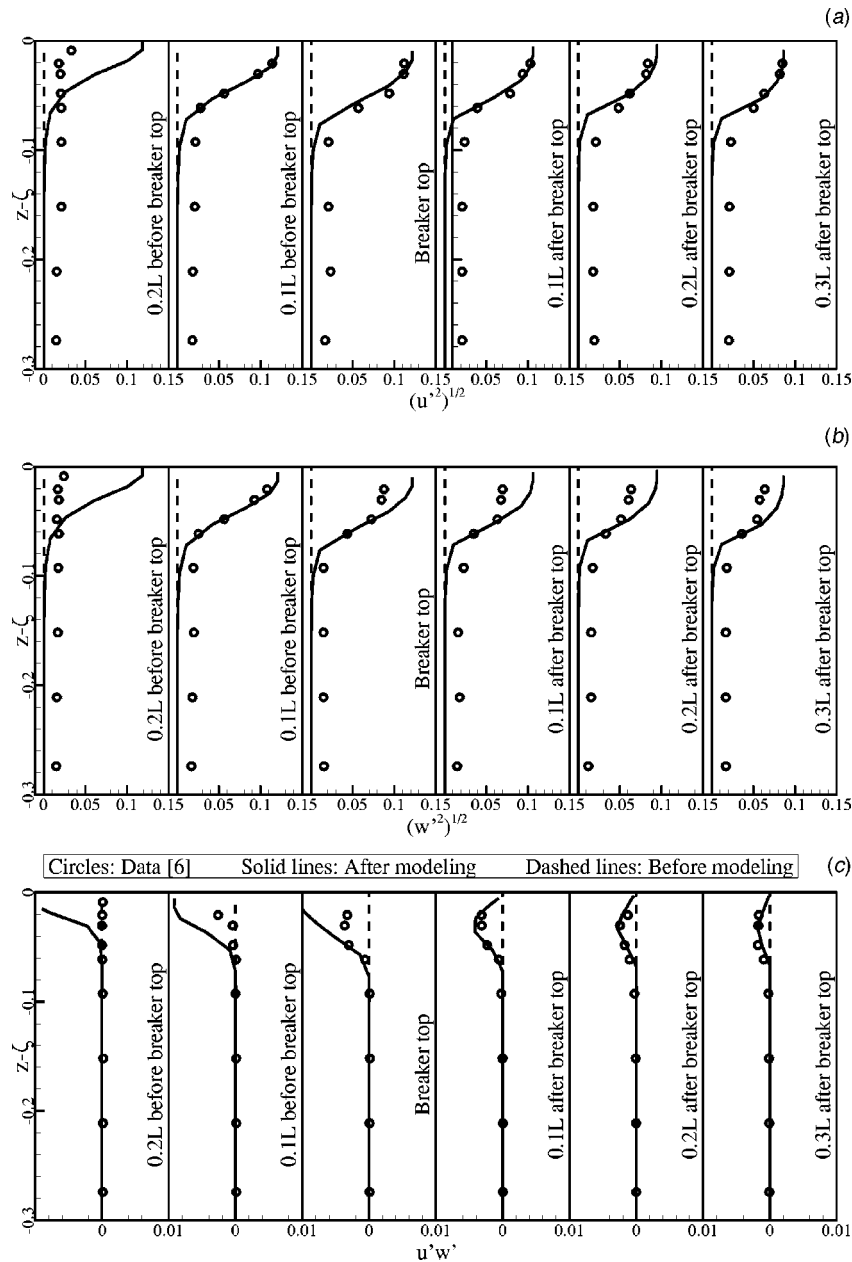 (a)
0
-0.1
z-ζ
-0.2
-0.3
0.2L before breaker top
0.1L before breaker top
Breaker top
0.1L after breaker top
0.2L after breaker top
0.3L after breaker top
0 0.05 0.1 0.15 0.05 0.1 0.15 0.05 0.1 0.15 0.05 0.1 0.15 0.05 0.1 0.15 0.05 0.1 0.15
(u'²)^1/2
(b)
0
-0.1
z-ζ
-0.2
-0.3
0.2L before breaker top
0.1L before breaker top
Breaker top
0.1L after breaker top
0.2L after breaker top
0.3L after breaker top
0 0.05 0.1 0.15 0.05 0.1 0.15 0.05 0.1 0.15 0.05 0.1 0.15 0.05 0.1 0.15 0.05 0.1 0.15
(w'²)^1/2
Circles: Data [6] Solid lines: After modeling Dashed lines: Before modeling
(c)
0
-0.1
z-ζ
-0.2
-0.3
0.2L before breaker top
0.1L before breaker top
Breaker top
0.1L after breaker top
0.2L after breaker top
0.3L after breaker top
0 0.01 0 0.01 0 0.01 0 0.01 0 0.01 0 0.01
u'w'